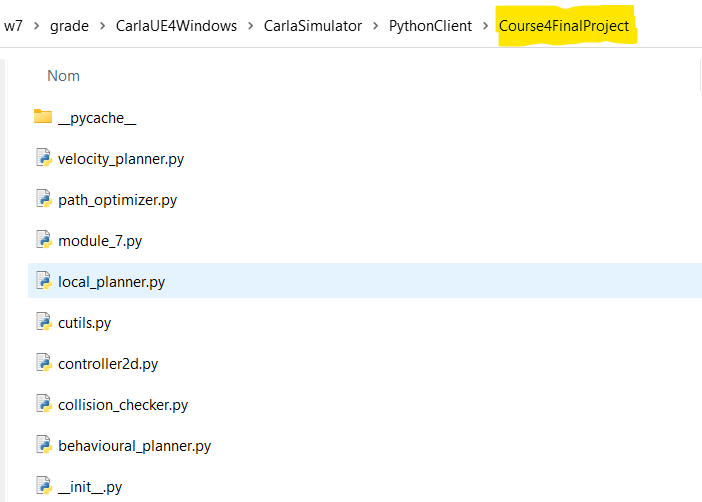 w7 > grade > CarlaUE4Windows > CarlaSimulator > PythonClient > Course4FinalProject
Nom
__pycache__
velocity_planner.py
path_optimizer.py
module_7.py
local_planner.py
cutils.py
controller2d.py
collision_checker.py
behavioural_planner.py
__init__.py